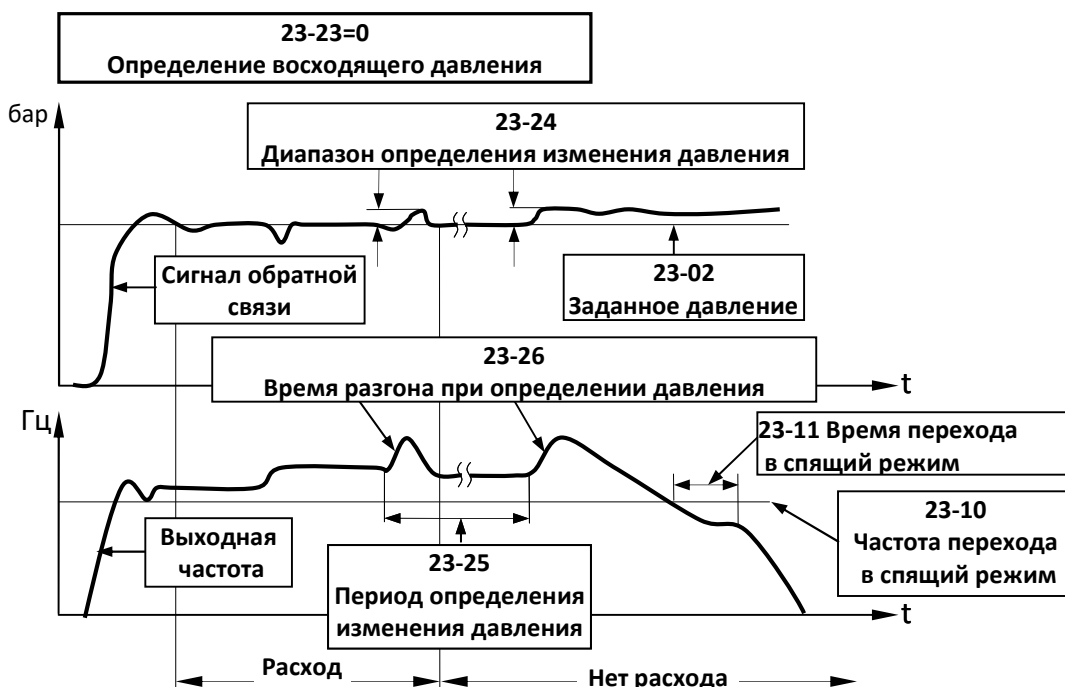 23-23=0
Определение восходящего давления
бар
23-24
Диапазон определения изменения давления
Сигнал обратной
связи
23-02
Заданное давление
23-26
Время разгона при определении давления
t
Гц
23-11 Время перехода
в спящий режим
Выходная
частота
23-25
Период определения
изменения давления
23-10
Частота перехода
в спящий режим
t
Расход
Нет расхода